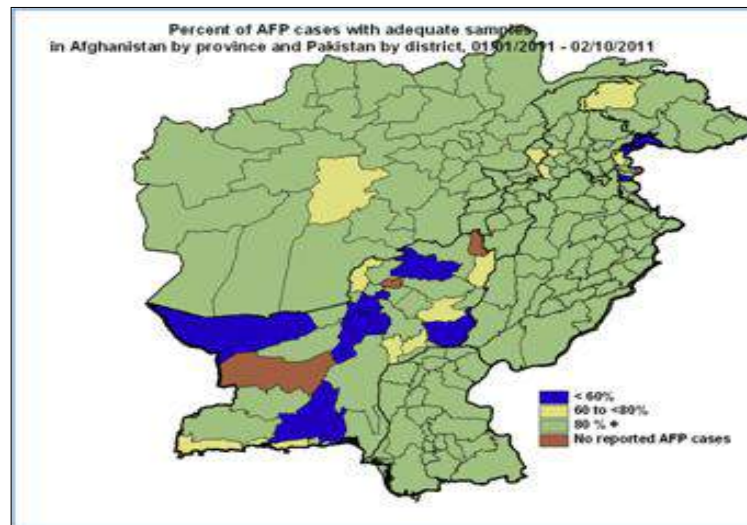 Percent of AFP cases with adequate samples
in Afghanistan by province and Pakistan by district, 01/01/2011 - 02/10/2011
< 60%
60 to <80%
80 % +
No reported AFP cases